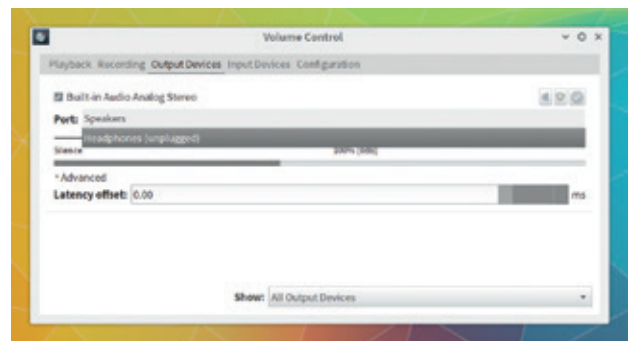 Volume Control
Playback Recording Output Devices Input Devices Configuration
Built-in Audio Analog Stereo
Port: Speakers
Headphones (unplugged)
Silence 100% (0dB)
Advanced
Latency offset: 0.00 ms
Show: All Output Devices